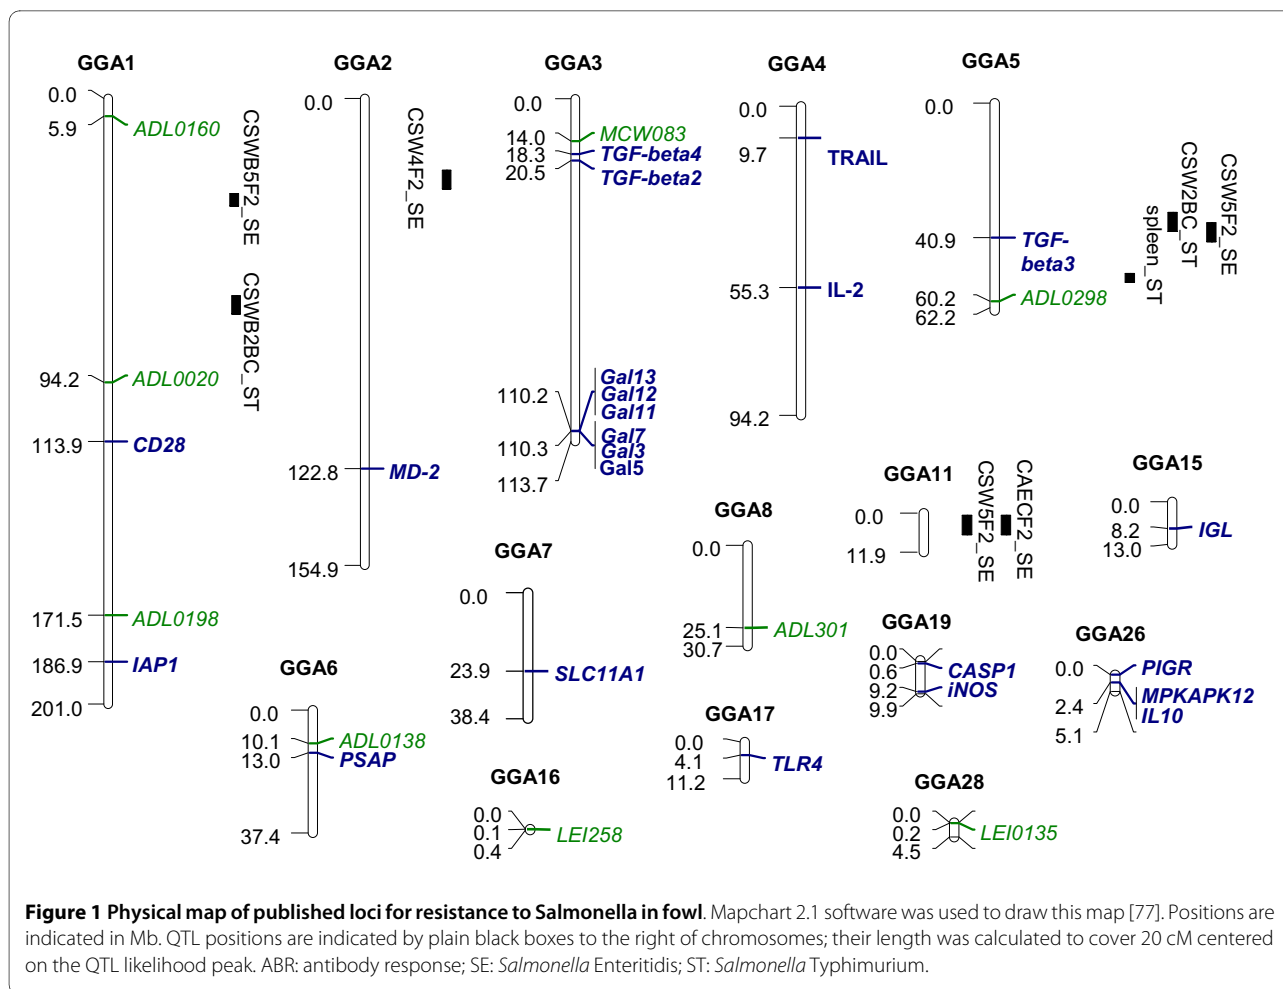 GGA1
0.0
5.9
ADL0160
94.2
ADL0020
113.9
CD28
171.5
ADL0198
186.9
IAP1
201.0
CSWB5F2_SE
CSWB2BC_ST
GGA2
0.0
122.8
MD-2
154.9
CSW4F2_SE
GGA3
0.0
14.0
MCW083
18.3
TGF-beta4
20.5
TGF-beta2
Gal13
110.2
Gal12
Gal11
Gal7
110.3
Gal3
Gal5
113.7
GGA4
0.0
9.7
TRAIL
55.3
IL-2
94.2
GGA5
0.0
40.9
TGF-
beta3
60.2
ADL0298
62.2
spleen_ST
CSW2BC_ST
CSW5F2_SE
GGA6
0.0
10.1
ADL0138
13.0
PSAP
37.4
GGA7
0.0
23.9
SLC11A1
38.4
GGA8
0.0
25.1
ADL301
30.7
GGA11
0.0
11.9
CSW5F2_SE
CAECF2_SE
GGA15
0.0
8.2
IGL
13.0
GGA16
0.0
0.1
LEI258
0.4
GGA17
0.0
4.1
TLR4
11.2
GGA19
0.0
0.6
CASP1
9.2
iNOS
9.9
GGA26
0.0
PIGR
2.4
MPKAPK12
IL10
5.1
GGA28
0.0
0.2
LEI0135
4.5
Figure 1 Physical map of published loci for resistance to Salmonella in fowl. Mapchart 2.1 software was used to draw this map [77]. Positions are
indicated in Mb. QTL positions are indicated by plain black boxes to the right of chromosomes; their length was calculated to cover 20 cM centered
on the QTL likelihood peak. ABR: antibody response; SE: Salmonella Enteritidis; ST: Salmonella Typhimurium.